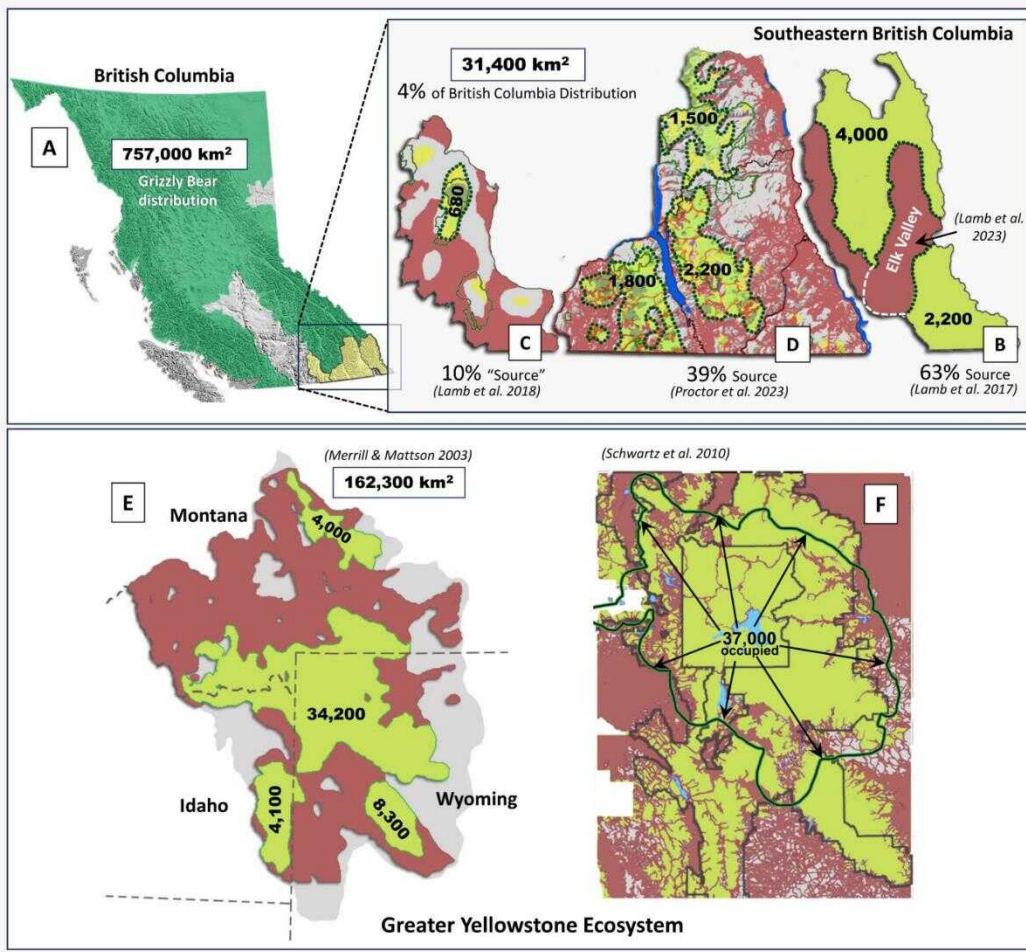 British Columbia
A
757,000 km²
Grizzly Bear
distribution
Southeastern British Columbia
31,400 km²
4% of British Columbia Distribution
680
C
10% "Source"
(Lamb et al. 2018)
1,500
1,800
2,200
D
39% Source
(Proctor et al. 2023)
4,000
Elk Valley
(Lamb et al.
2023)
2,200
B
63% Source
(Lamb et al. 2017)
(Merrill & Mattson 2003)
162,300 km²
E
Montana
4,000
34,200
Idaho
4,100
8,300
Wyoming
(Schwartz et al. 2010)
F
37,000
occupied
Greater Yellowstone Ecosystem